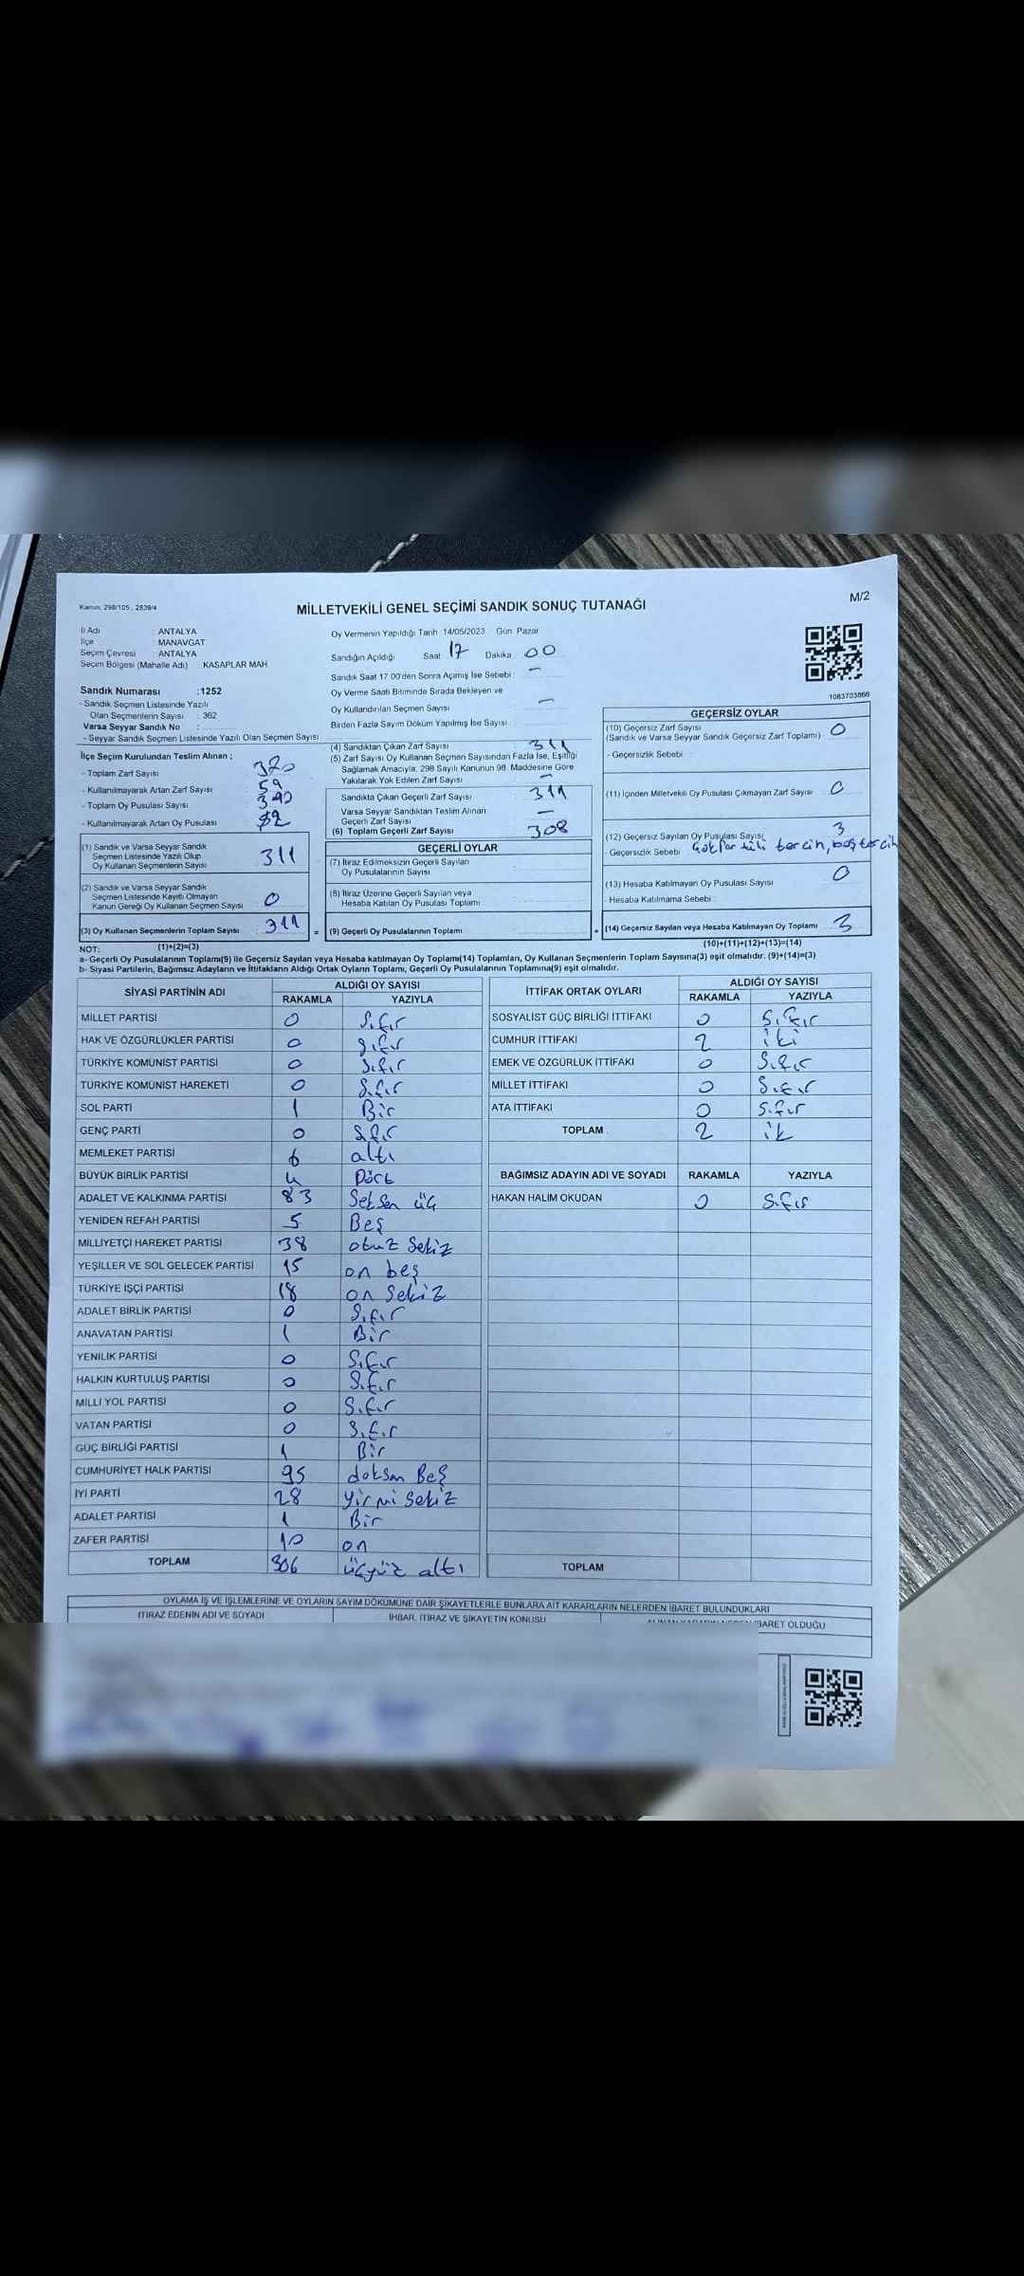 Kanun, 298/105 , 2839/4
MİLLETVEKİLİ GENEL SEÇİMİ SANDIK SONUÇ TUTANAĞI
M/2
İl Adı : ANTALYA
İlçe : MANAVGAT
Seçim Çevresi : ANTALYA
Seçim Bölgesi (Mahalle Adı) : KASAPLAR MAH
Sandık Numarası :1252
- Sandık Seçmen Listesinde Yazılı
Olan Seçmenlerin Sayısı : 362
Varsa Seyyar Sandık No :
- Seyyar Sandık Seçmen Listesinde Yazılı Olan Seçmen Sayısı
Oy Vermenin Yapıldığı Tarih 14/05/2023 Gün Pazar
Sandığın Açıldığı Saat 17 Dakika 00
Sandık Saat 17 00'den Sonra Açılmış İse Sebebi : —
Oy Verme Saati Bitiminde Sırada Bekleyen ve
Oy Kullandırılan Seçmen Sayısı —
Birden Fazla Sayım Döküm Yapılmış İse Sayısı
1083703866
İlçe Seçim Kurulundan Teslim Alınan ;
- Toplam Zarf Sayısı
- Kullanılmayarak Artan Zarf Sayısı 59
- Toplam Oy Pusulası Sayısı
- Kullanılmayarak Artan Oy Pusulası
(1) Sandık ve Varsa Seyyar Sandık
Seçmen Listesinde Yazılı Olup
Oy Kullanan Seçmenlerin Sayısı 311
(2) Sandık ve Varsa Seyyar Sandık
Seçmen Listesinde Kayıtlı Olmayan
Kanun Gereği Oy Kullanan Seçmen Sayısı 0
(3) Oy Kullanan Seçmenlerin Toplam Sayısı : 311 =
(4) Sandıktan Çıkan Zarf Sayısı 311
(5) Zarf Sayısı Oy Kullanan Seçmen Sayısından Fazla İse, Eşitliği
Sağlamak Amacıyla, 298 Sayılı Kanunun 98. Maddesine Göre
Yakılarak Yok Edilen Zarf Sayısı —
Sandıkta Çıkan Geçerli Zarf Sayısı 311
Varsa Seyyar Sandıktan Teslim Alınan
Geçerli Zarf Sayısı —
(6) Toplam Geçerli Zarf Sayısı 308
GEÇERLİ OYLAR
(7) İtiraz Edilmeksizin Geçerli Sayılan
Oy Pusulalarının Sayısı
(8) İtiraz Üzerine Geçerli Sayılan veya
Hesaba Katılan Oy Pusulası Toplamı
(9) Geçerli Oy Pusulalarının Toplamı +
GEÇERSİZ OYLAR
(10) Geçersiz Zarf Sayısı 0
(Sandık ve Varsa Seyyar Sandık Geçersiz Zarf Toplamı)
- Geçersizlik Sebebi :
(11) İçinden Milletvekili Oy Pusulası Çıkmayan Zarf Sayısı 0
(12) Geçersiz Sayılan Oy Pusulası Sayısı 3
- Geçersizlik Sebebi tercih, boş tercih
(13) Hesaba Katılmayan Oy Pusulası Sayısı 0
- Hesaba Katılmama Sebebi :
(14) Geçersiz Sayılan veya Hesaba Katılmayan Oy Toplamı 3
NOT: (1)+(2)=(3) (10)+(11)+(12)+(13)=(14)
a- Geçerli Oy Pusulalarının Toplamı(9) ile Geçersiz Sayılan veya Hesaba katılmayan Oy Toplamı(14) Toplamları, Oy Kullanan Seçmenlerin Toplam Sayısına(3) eşit olmalıdır. (9)+(14)=(3)
b- Siyasi Partilerin, Bağımsız Adayların ve İttifakların Aldığı Ortak Oyların Toplamı, Geçerli Oy Pusulalarının Toplamına(9) eşit olmalıdır.
SİYASİ PARTİNİN ADI ALDIĞI OY SAYISI
RAKAMLA YAZIYLA
MİLLET PARTİSİ 0 Sıfır
HAK VE ÖZGÜRLÜKLER PARTİSİ 0 Sıfır
TÜRKİYE KOMÜNİST PARTİSİ 0 Sıfır
TÜRKİYE KOMÜNİST HAREKETİ 0 Sıfır
SOL PARTİ 1 Bir
GENÇ PARTİ 0 Sıfır
MEMLEKET PARTİSİ 6 altı
BÜYÜK BİRLİK PARTİSİ 4 Dört
ADALET VE KALKINMA PARTİSİ 83 Seksen üç
YENİDEN REFAH PARTİSİ 5 Beş
MİLLİYETÇİ HAREKET PARTİSİ 38 otuz Sekiz
YEŞİLLER VE SOL GELECEK PARTİSİ 15 on beş
TÜRKİYE İŞÇİ PARTİSİ 18 on Sekiz
ADALET BİRLİK PARTİSİ 0 Sıfır
ANAVATAN PARTİSİ 1 Bir
YENİLİK PARTİSİ 0 Sıfır
HALKIN KURTULUŞ PARTİSİ 0 Sıfır
MİLLİ YOL PARTİSİ 0 Sıfır
VATAN PARTİSİ 0 Sıfır
GÜÇ BİRLİĞİ PARTİSİ 1 Bir
CUMHURİYET HALK PARTİSİ 95 doksan Beş
İYİ PARTİ 28 yirmi Sekiz
ADALET PARTİSİ 1 Bir
ZAFER PARTİSİ 10 on
TOPLAM 306 üçyüz altı
İTTİFAK ORTAK OYLARI ALDIĞI OY SAYISI
RAKAMLA YAZIYLA
SOSYALİST GÜÇ BİRLİĞİ İTTİFAKI 0 Sıfır
CUMHUR İTTİFAKI 2 iki
EMEK VE ÖZGÜRLÜK İTTİFAKI 0 Sıfır
MİLLET İTTİFAKI 0 Sıfır
ATA İTTİFAKI 0 Sıfır
TOPLAM 2 ik
BAĞIMSIZ ADAYIN ADI VE SOYADI RAKAMLA YAZIYLA
HAKAN HALİM OKUDAN 0 Sıfır
TOPLAM
OYLAMA İŞ VE İŞLEMLERİNE VE OYLARIN SAYIM DÖKÜMÜNE DAİR ŞİKAYETLERLE BUNLARA AİT KARARLARIN NELERDEN İBARET BULUNDUKLARI
İTİRAZ EDENİN ADI VE SOYADI İHBAR, İTİRAZ VE ŞİKAYETİN KONUSU İBARET OLDUĞU